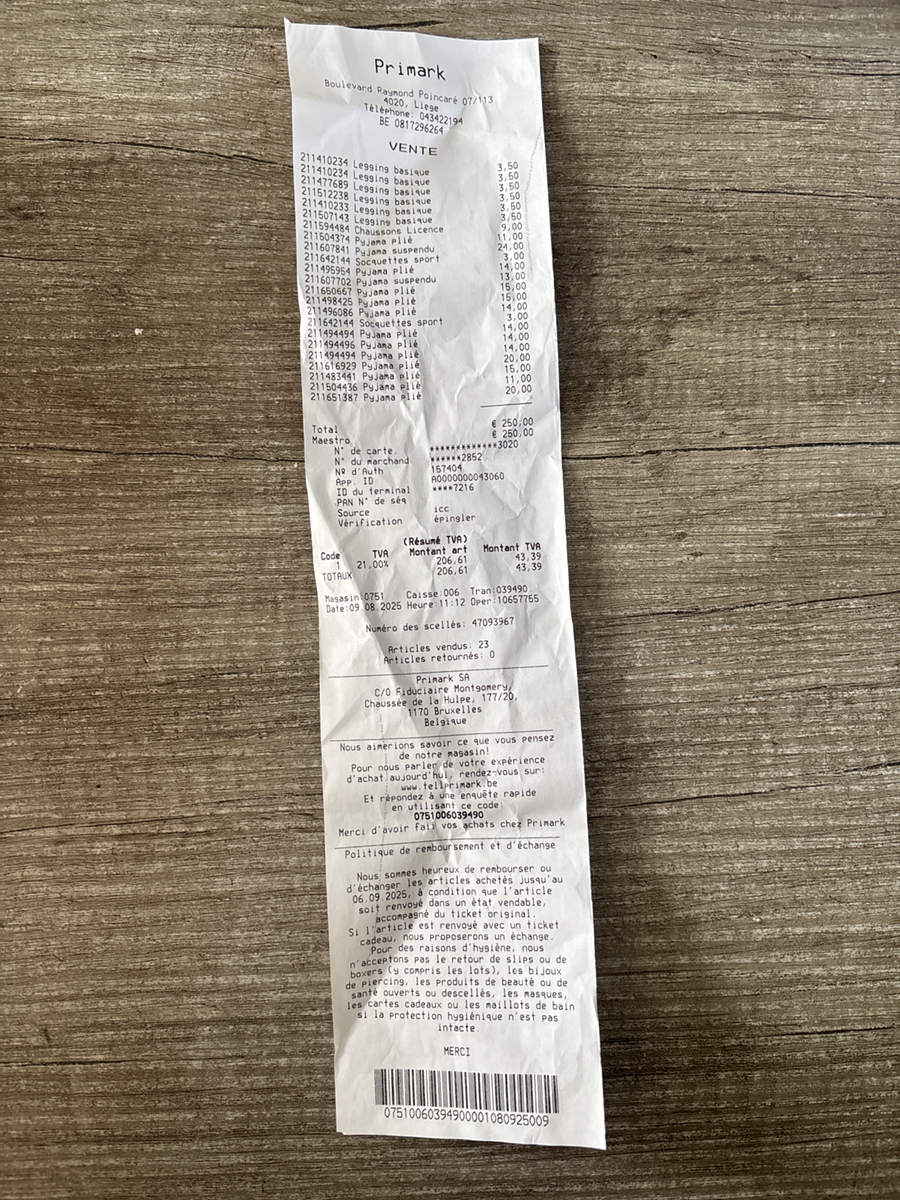 Primark
Boulevard Raymond Poincaré 07/113
4020, Liege
Téléphone: 043422194
BE 0817296264
VENTE
211410234 Legging basique 3,50
211410234 Legging basique 3,50
211477689 Legging basique 3,50
211512238 Legging basique 3,50
211410233 Legging basique 3,50
211507143 Legging basique 3,50
211594484 Chaussons Licence 9,00
211504374 Pyjama plié 11,00
211607841 Pyjama suspendu 24,00
211642144 Socquettes sport 3,00
211495954 Pyjama plié 14,00
211607702 Pyjama suspendu 13,00
211650667 Pyjama plié 15,00
211498425 Pyjama plié 15,00
211496086 Pyjama plié 14,00
211642144 Socquettes sport 3,00
211494494 Pyjama plié 14,00
211494496 Pyjama plié 14,00
211494494 Pyjama plié 14,00
211616929 Pyjama plié 20,00
211483441 Pyjama plié 15,00
211504436 Pyjama plié 11,00
211651387 Pyjama plié 20,00
Total € 250,00
Maestro € 250,00
N° de carte. ************3020
N° du marchand ******2852
Nº d'Auth 157404
App. ID A0000000043060
ID du terminal ****7216
PAN N° de séq
Source icc
Vérification épingler
(Résumé TVA)
Code TVA Montant art Montant TVA
1 21,00% 206,61 43,39
TOTAUX 206,61 43,39
Magasin:0751 Caisse:006 Tran:039490
Date:09.08.2025 Heure:11:12 Oper:10657755
Numéro des scellés: 47093967
Articles vendus: 23
Articles retournés: 0
Primark SA
C/O Fiduciaire Montgomery,
Chaussée de la Hulpe, 177/20,
1170 Bruxelles
Belgique
Nous aimerions savoir ce que vous pensez
de notre magasin!
Pour nous parler de votre expérience
d'achat aujourd'hui, rendez-vous sur:
www.tellprimark.be
Et répondez à une enquête rapide
en utilisant ce code:
0751006039490
Merci d'avoir fait vos achats chez Primark
Politique de remboursement et d'échange
Nous sommes heureux de rembourser ou
d'échanger les articles achetés jusqu'au
06.09.2025, à condition que l'article
soit renvoyé dans un état vendable,
accompagné du ticket original.
Si l'article est renvoyé avec un ticket
cadeau, nous proposerons un échange.
Pour des raisons d'hygiène, nous
n'acceptons pas le retour de slips ou de
boxers (y compris les lots), les bijoux
de piercing, les produits de beauté ou de
santé ouverts ou descellés, les masques,
les cartes cadeaux ou les maillots de bain
si la protection hygiénique n'est pas
intacte.
MERCI
07510060394900001080925009